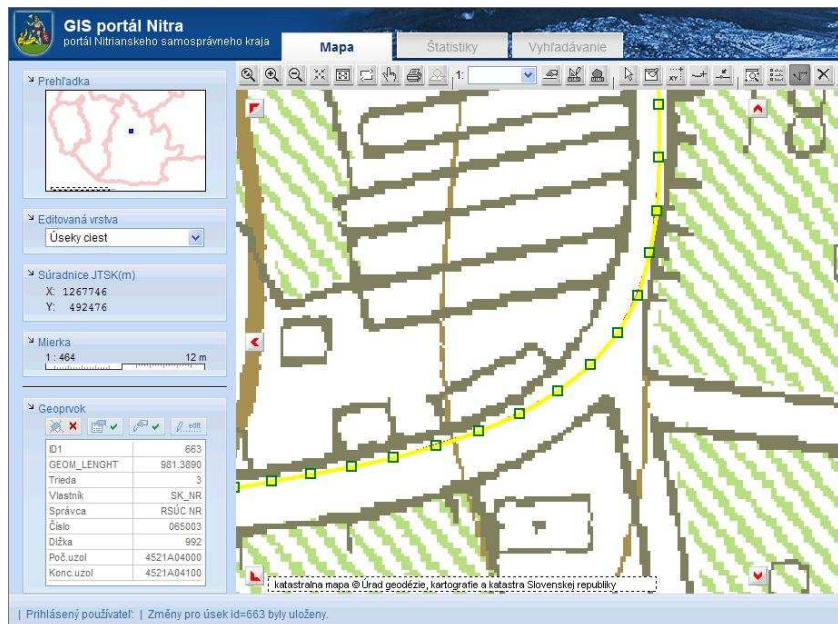 GIS portál Nitra
portál Nitrianskeho samosprávneho kraja
Mapa
Štatistiky
Vyhľadávanie
Prehľadka
1:
XY
Editovaná vrstva
Úseky ciest
Súradnice JTSK(m)
X: 1267746
Y: 492476
Mierka
1 : 464 12 m
Geoprvok
edit
ID1 663
GEOM_LENGHT 981.3890
Trieda 3
Vlastník SK_NR
Správca RSÚC NR
Číslo 065003
Dlžka 992
Poč.uzol 4521A04000
Konc.uzol 4521A04100
katastralna mapa © Úrad geodézie, kartografie a katastra Slovenskej republiky
| Prihlásený používateľ: | Změny pro úsek id=663 byly uloženy.